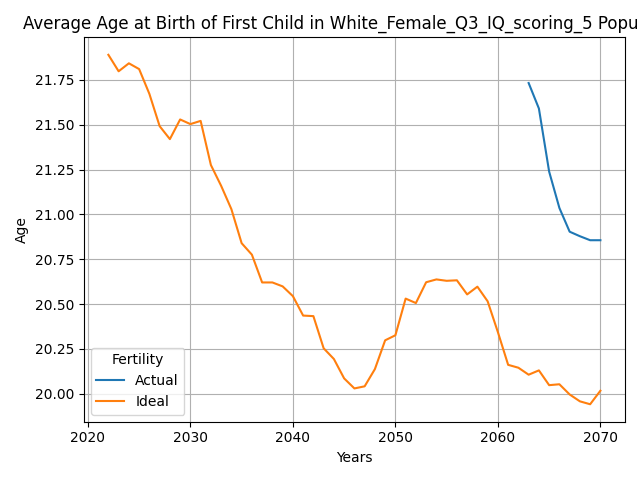 Average Age at Birth of First Child in White_Female_Q3_IQ_scoring_5 Popu
Age
21.75
21.50
21.25
21.00
20.75
20.50
20.25
20.00
Fertility
Actual
Ideal
2020 2030 2040 2050 2060 2070
Years